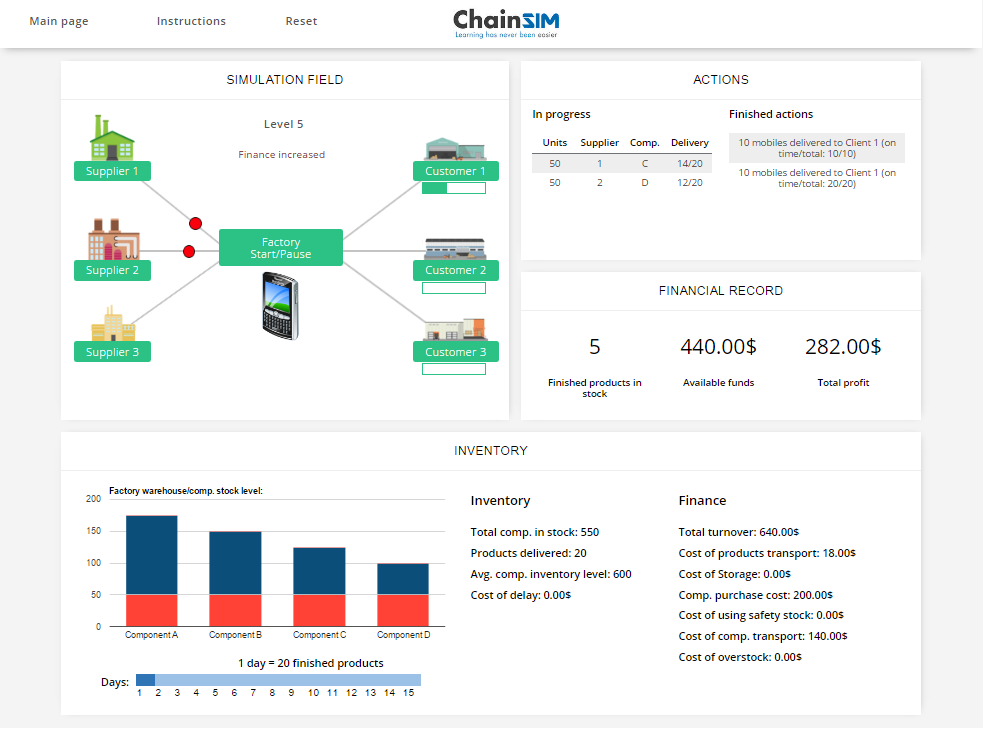 Main page Instructions Reset
ChainSIM
Learning has never been easier
SIMULATION FIELD
Level 5
Finance increased
Supplier 1
Customer 1
Factory
Start/Pause
Supplier 2
Customer 2
Supplier 3
Customer 3
ACTIONS
In progress
Units Supplier Comp. Delivery
50 1 C 14/20
50 2 D 12/20
Finished actions
10 mobiles delivered to Client 1 (on
time/total: 10/10)
10 mobiles delivered to Client 1 (on
time/total: 20/20)
FINANCIAL RECORD
5 440.00$ 282.00$
Finished products in
stock
Available funds
Total profit
INVENTORY
Factory warehouse/comp. stock level:
200
150
100
50
0
Component A Component B Component C Component D
1 day = 20 finished products
Days:
1 2 3 4 5 6 7 8 9 10 11 12 13 14 15
Inventory
Total comp. in stock: 550
Products delivered: 20
Avg. comp. inventory level: 600
Cost of delay: 0.00$
Finance
Total turnover: 640.00$
Cost of products transport: 18.00$
Cost of Storage: 0.00$
Comp. purchase cost: 200.00$
Cost of using safety stock: 0.00$
Cost of comp. transport: 140.00$
Cost of overstock: 0.00$